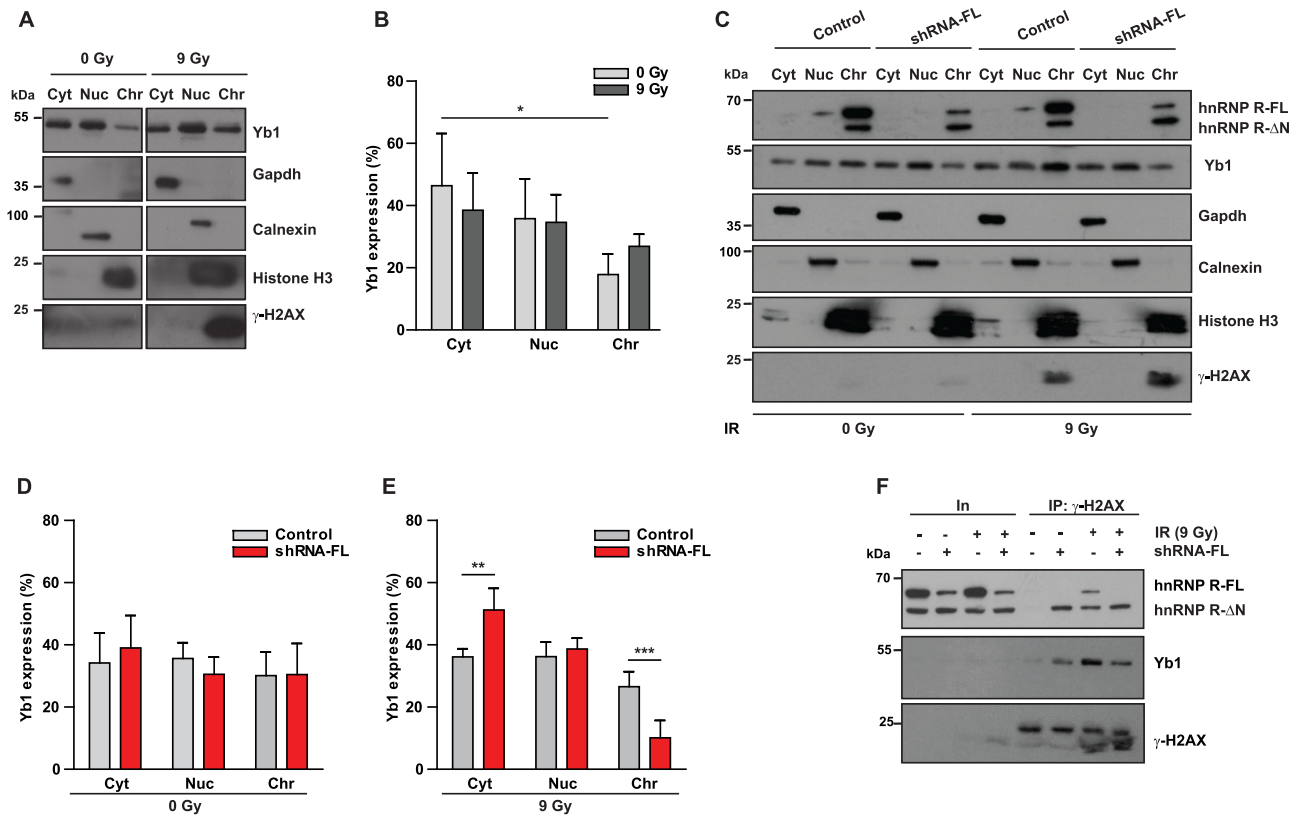 A
0 Gy 9 Gy
kDa Cyt Nuc Chr Cyt Nuc Chr
55 Yb1
35 Gapdh
100 Calnexin
25 Histone H3
25 γ-H2AX
B
80
60
40
20
0
Yb1 expression (%)
0 Gy
9 Gy
*
Cyt Nuc Chr
C
Control shRNA-FL Control shRNA-FL
kDa Cyt Nuc Chr Cyt Nuc Chr Cyt Nuc Chr Cyt Nuc Chr
70 hnRNP R-FL
hnRNP R-ΔN
55 Yb1
35 Gapdh
100 Calnexin
25 Histone H3
25 γ-H2AX
IR 0 Gy 9 Gy
D
80
60
40
20
0
Yb1 expression (%)
Control
shRNA-FL
Cyt Nuc Chr
0 Gy
E
80
60
40
20
0
Yb1 expression (%)
Control
shRNA-FL
** ***
Cyt Nuc Chr
9 Gy
F
In IP: γ-H2AX
- - + + - - + + IR (9 Gy)
kDa - + - + - + - + shRNA-FL
70 hnRNP R-FL
hnRNP R-ΔN
55 Yb1
25 γ-H2AX